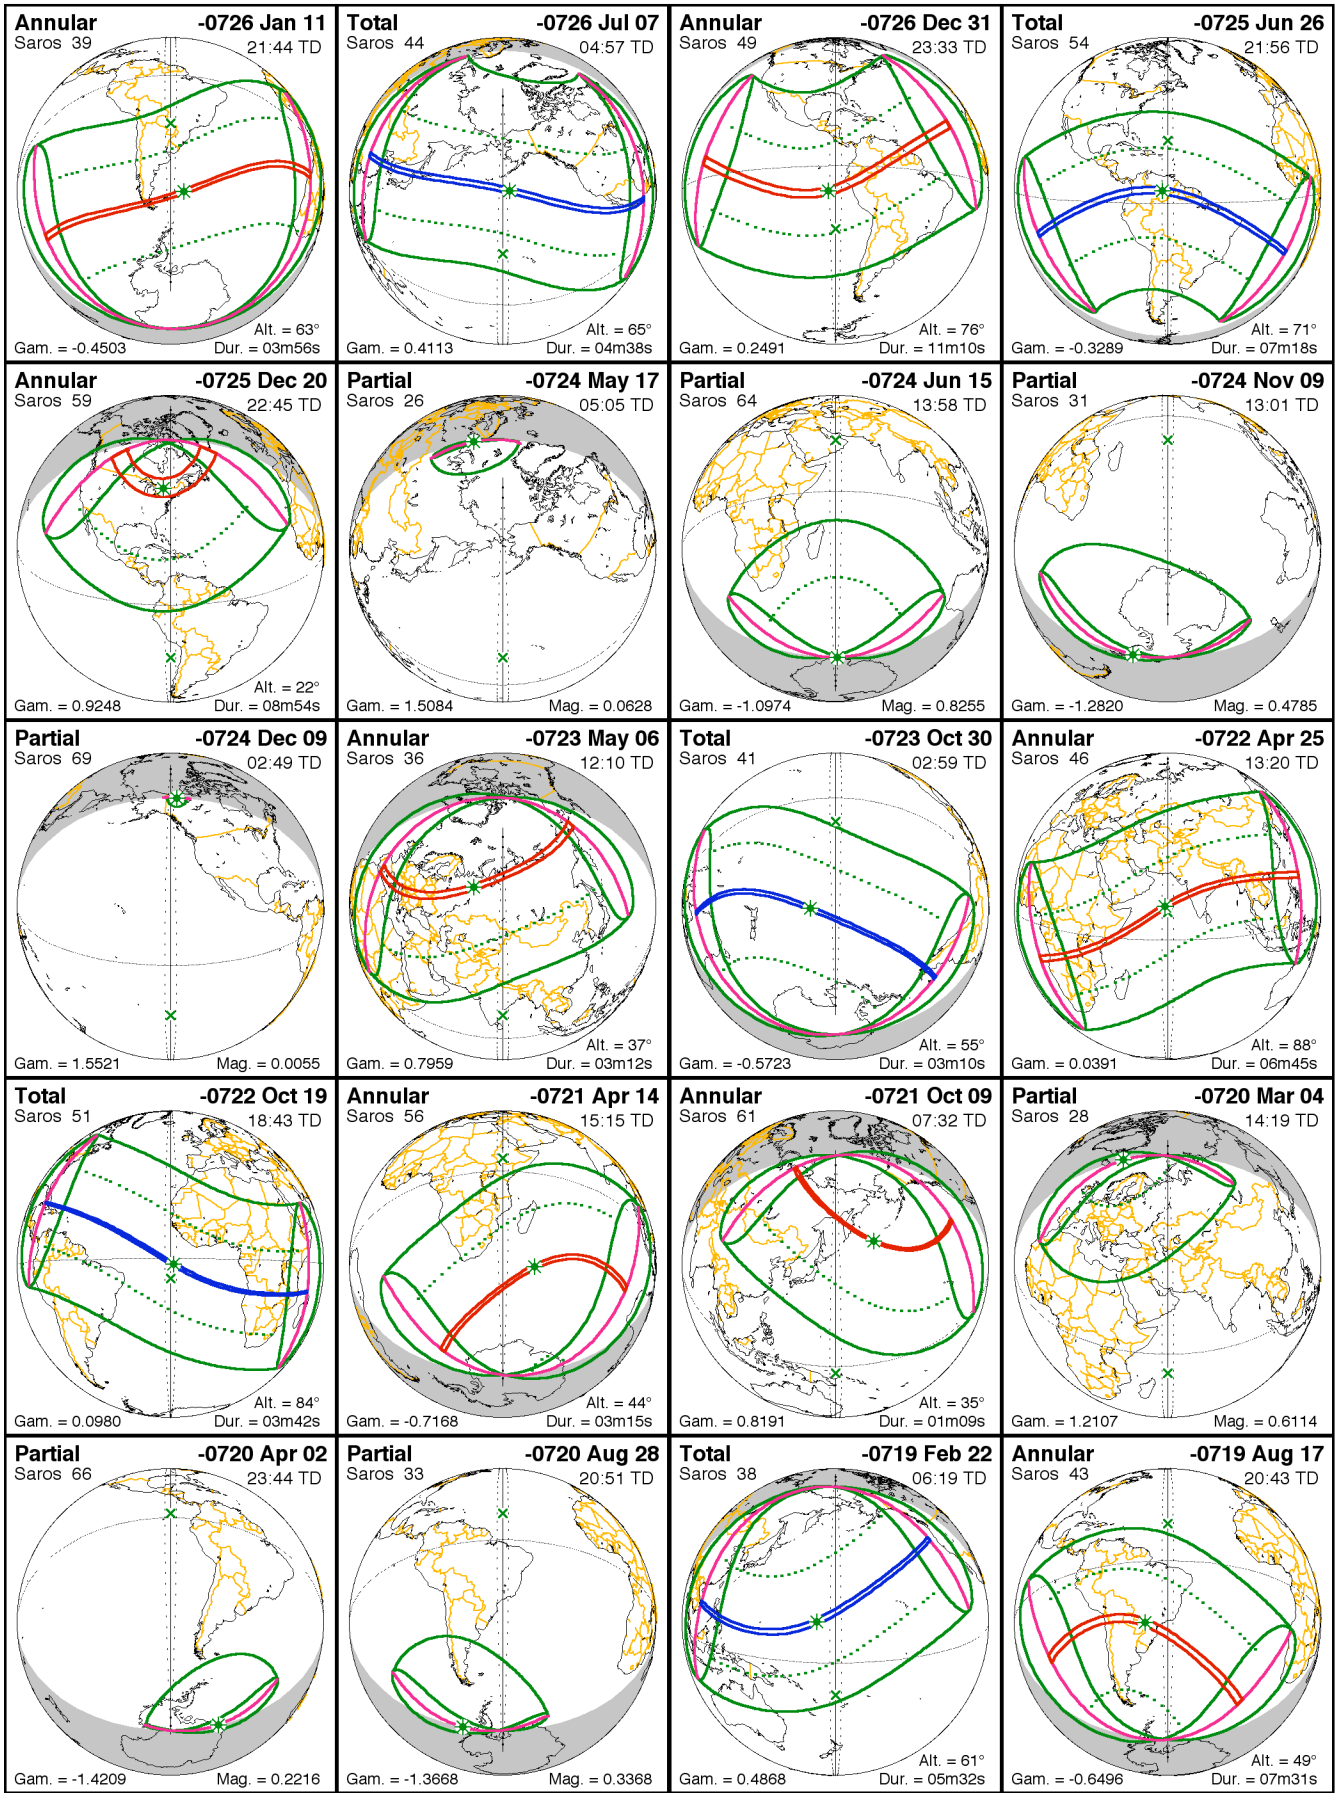 Annular -0726 Jan 11
Saros 39 21:44 TD
Alt. = 63°
Gam. = -0.4503 Dur. = 03m56s
Total -0726 Jul 07
Saros 44 04:57 TD
Alt. = 65°
Gam. = 0.4113 Dur. = 04m38s
Annular -0726 Dec 31
Saros 49 23:33 TD
Alt. = 76°
Gam. = 0.2491 Dur. = 11m10s
Total -0725 Jun 26
Saros 54 21:56 TD
Alt. = 71°
Gam. = -0.3289 Dur. = 07m18s
Annular -0725 Dec 20
Saros 59 22:45 TD
Alt. = 22°
Gam. = 0.9248 Dur. = 08m54s
Partial -0724 May 17
Saros 26 05:05 TD
Gam. = 1.5084 Mag. = 0.0628
Partial -0724 Jun 15
Saros 64 13:58 TD
Gam. = -1.0974 Mag. = 0.8255
Partial -0724 Nov 09
Saros 31 13:01 TD
Gam. = -1.2820 Mag. = 0.4785
Partial -0724 Dec 09
Saros 69 02:49 TD
Gam. = 1.5521 Mag. = 0.0055
Annular -0723 May 06
Saros 36 12:10 TD
Alt. = 37°
Gam. = 0.7959 Dur. = 03m12s
Total -0723 Oct 30
Saros 41 02:59 TD
Alt. = 55°
Gam. = -0.5723 Dur. = 03m10s
Annular -0722 Apr 25
Saros 46 13:20 TD
Alt. = 88°
Gam. = 0.0391 Dur. = 06m45s
Total -0722 Oct 19
Saros 51 18:43 TD
Alt. = 84°
Gam. = 0.0980 Dur. = 03m42s
Annular -0721 Apr 14
Saros 56 15:15 TD
Alt. = 44°
Gam. = -0.7168 Dur. = 03m15s
Annular -0721 Oct 09
Saros 61 07:32 TD
Alt. = 35°
Gam. = 0.8191 Dur. = 01m09s
Partial -0720 Mar 04
Saros 28 14:19 TD
Gam. = 1.2107 Mag. = 0.6114
Partial -0720 Apr 02
Saros 66 23:44 TD
Gam. = -1.4209 Mag. = 0.2216
Partial -0720 Aug 28
Saros 33 20:51 TD
Gam. = -1.3668 Mag. = 0.3368
Total -0719 Feb 22
Saros 38 06:19 TD
Alt. = 61°
Gam. = 0.4868 Dur. = 05m32s
Annular -0719 Aug 17
Saros 43 20:43 TD
Alt. = 49°
Gam. = -0.6496 Dur. = 07m31s